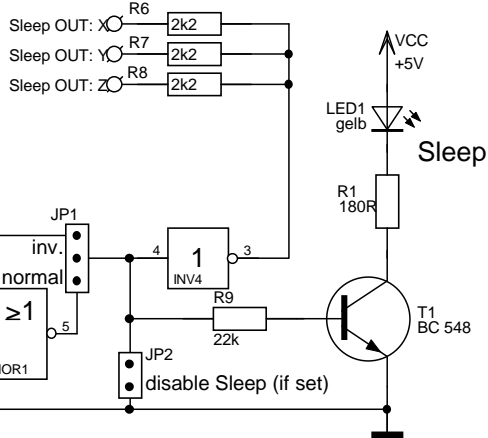 R6
Sleep OUT: X
2k2
R7
Sleep OUT: Y
2k2
R8
Sleep OUT: Z
2k2
VCC
+5V
LED1
gelb
Sleep
R1
180R
JP1
inv.
normal
4
1
3
INV4
≥1
5
R9
22k
T1
BC 548
JP2
disable Sleep (if set)